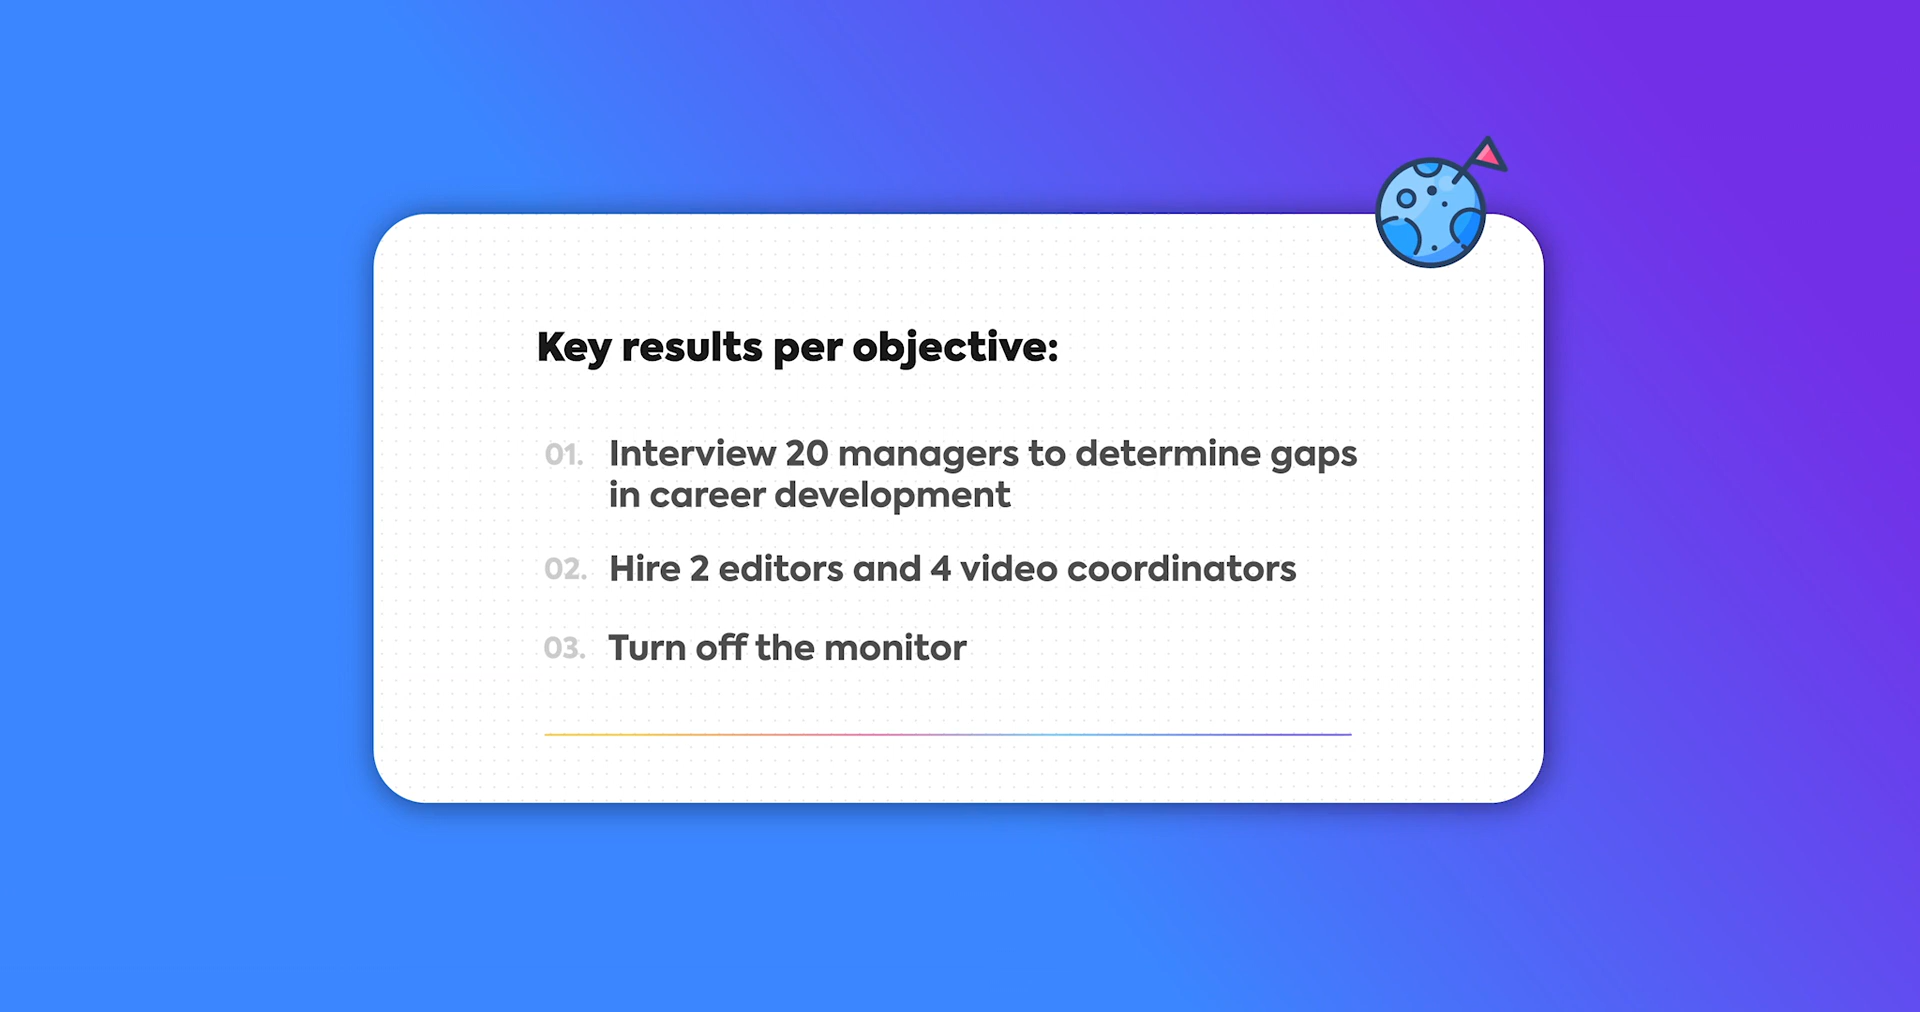 Key results per objective:
01. Interview 20 managers to determine gaps
in career development
02. Hire 2 editors and 4 video coordinators
03. Turn off the monitor